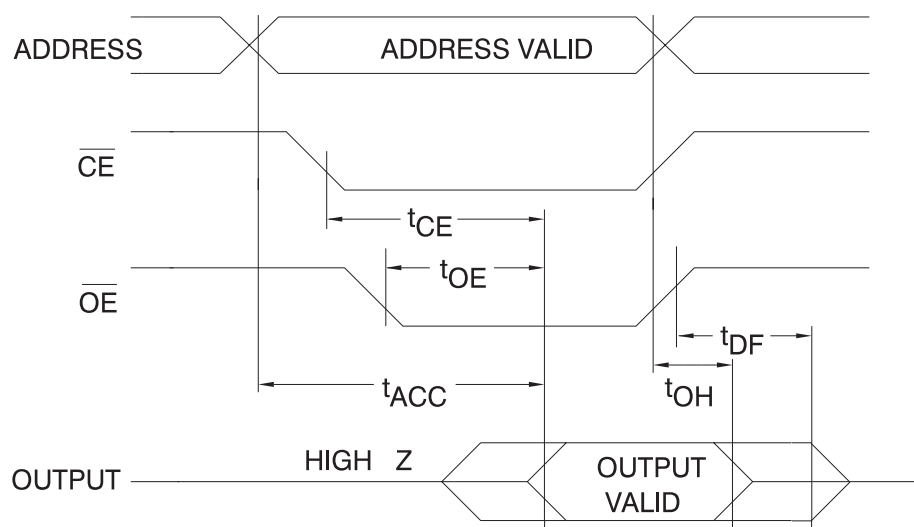 ADDRESS
ADDRESS VALID
CE
tCE
OE
tOE
tDF
tACC
tOH
OUTPUT
HIGH Z
OUTPUT
VALID